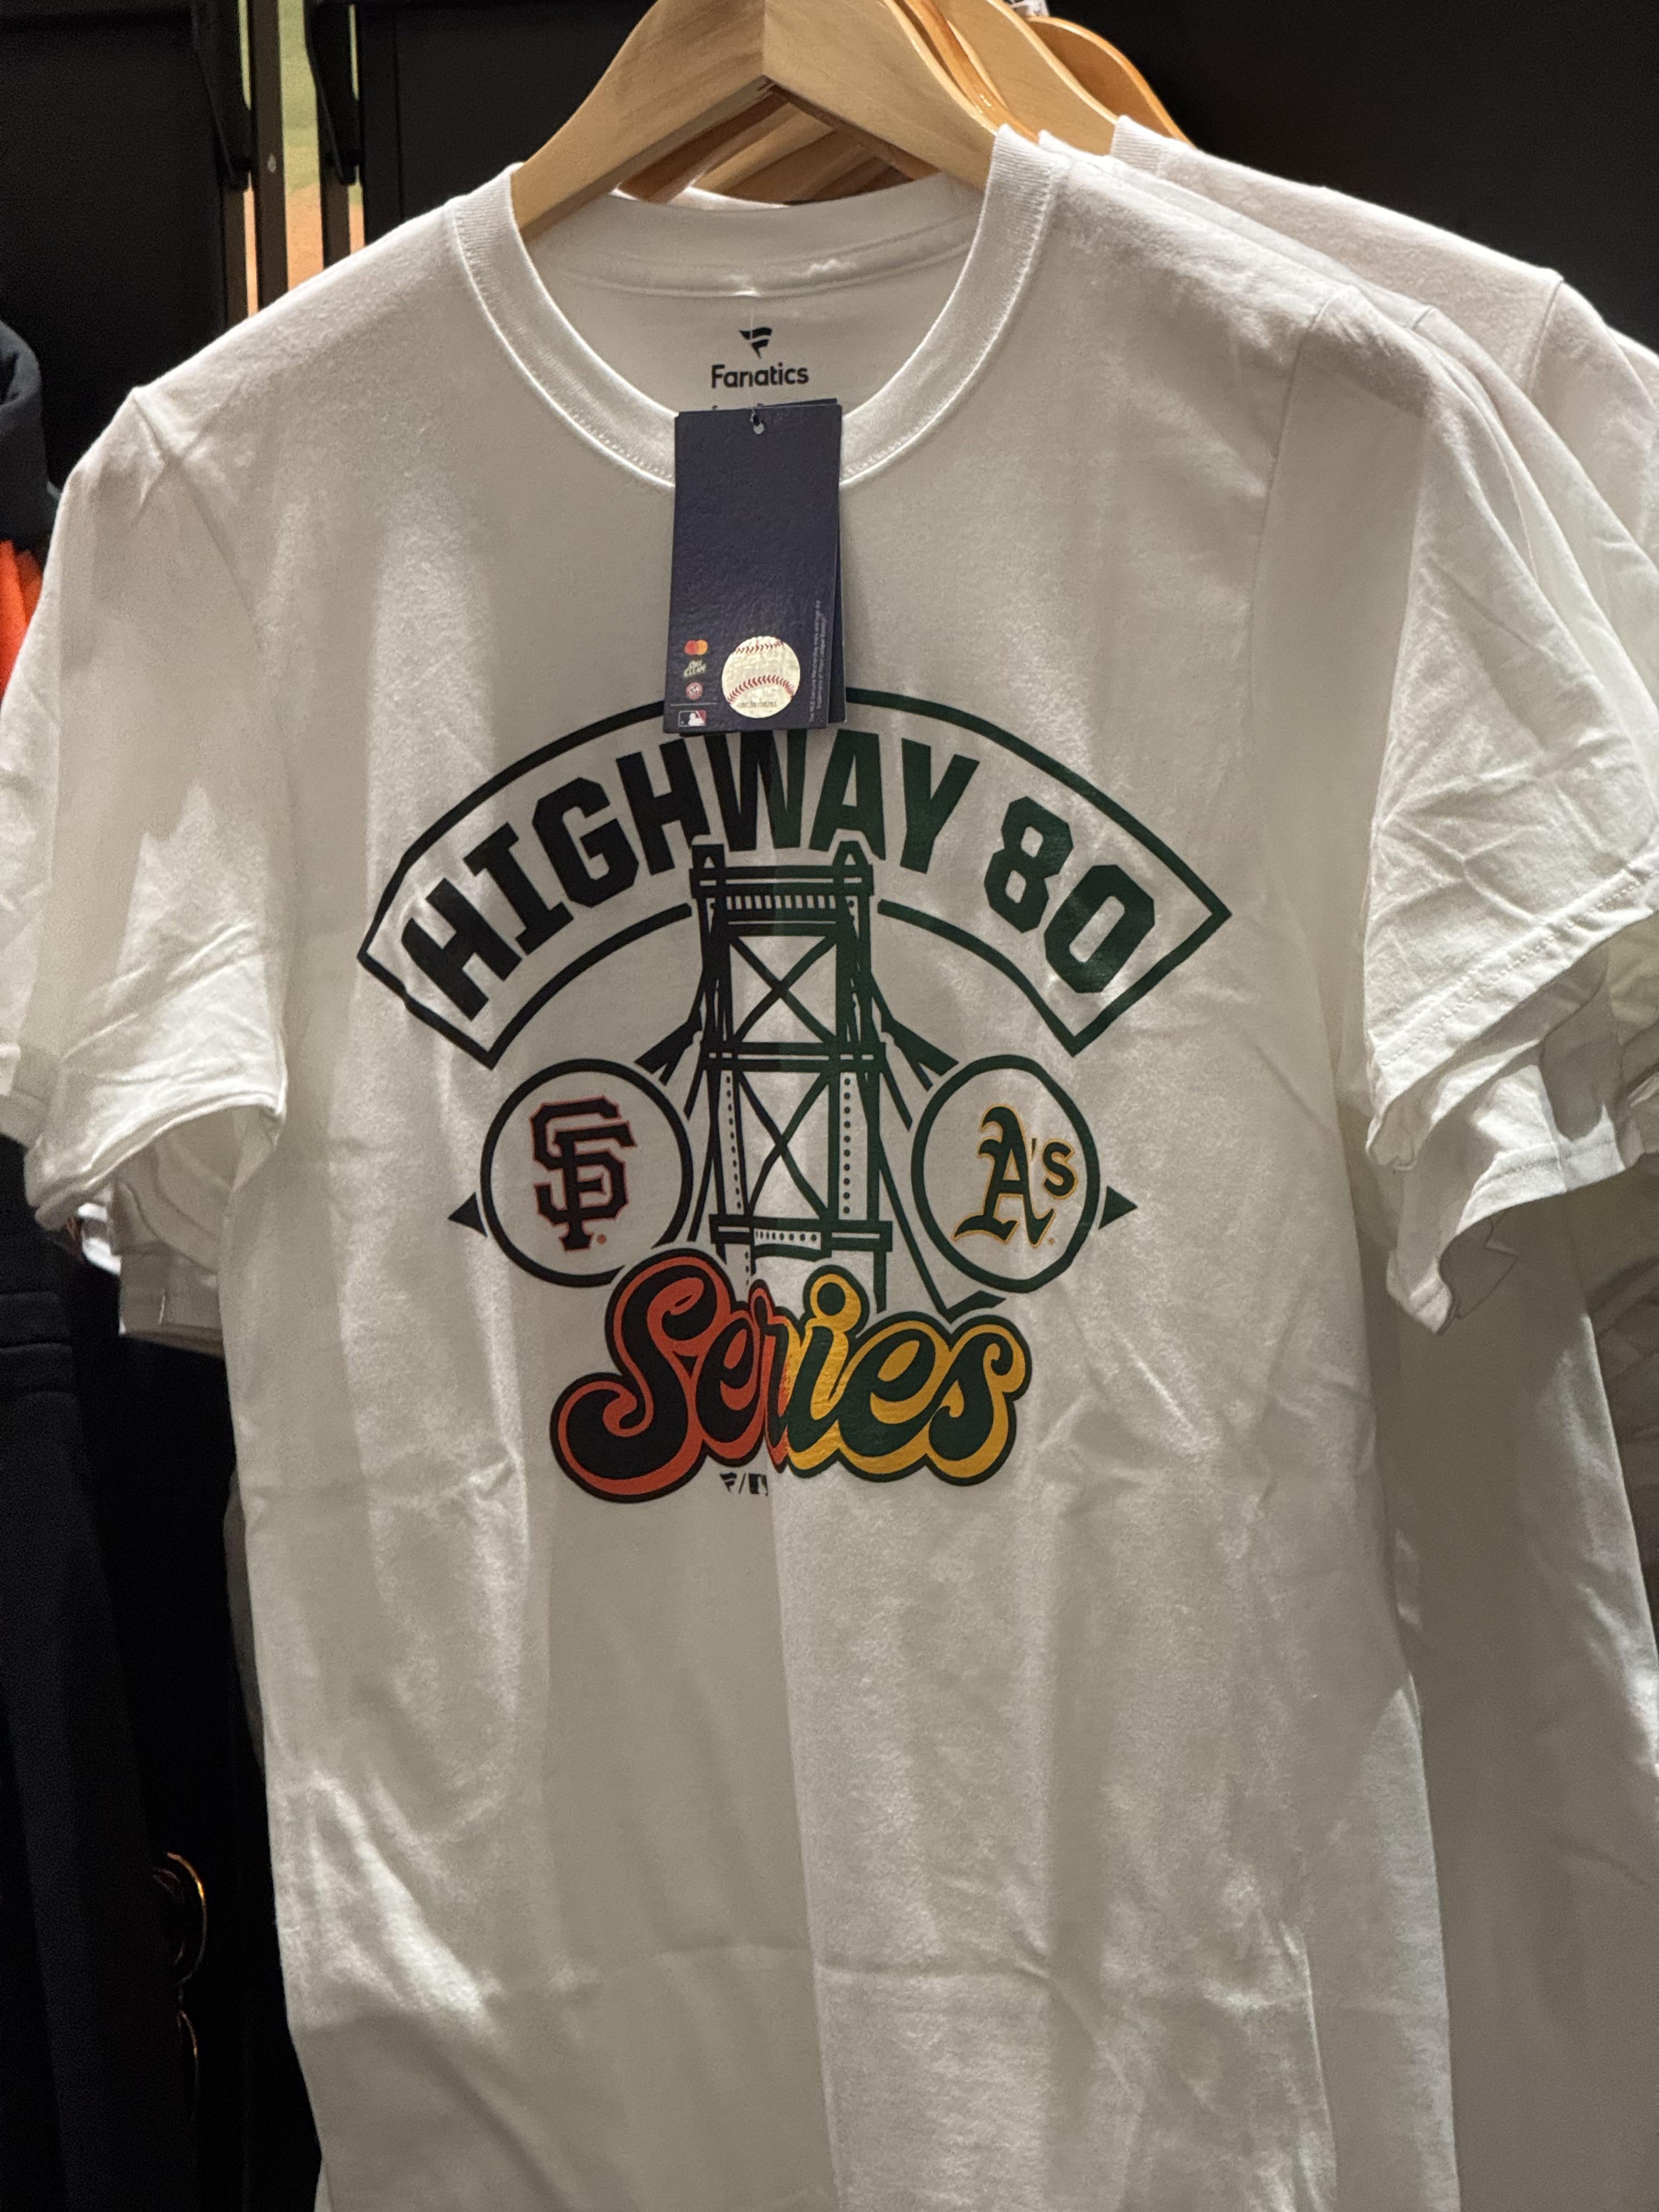 Fanatics
HIGHWAY 80
SF
A's
Series